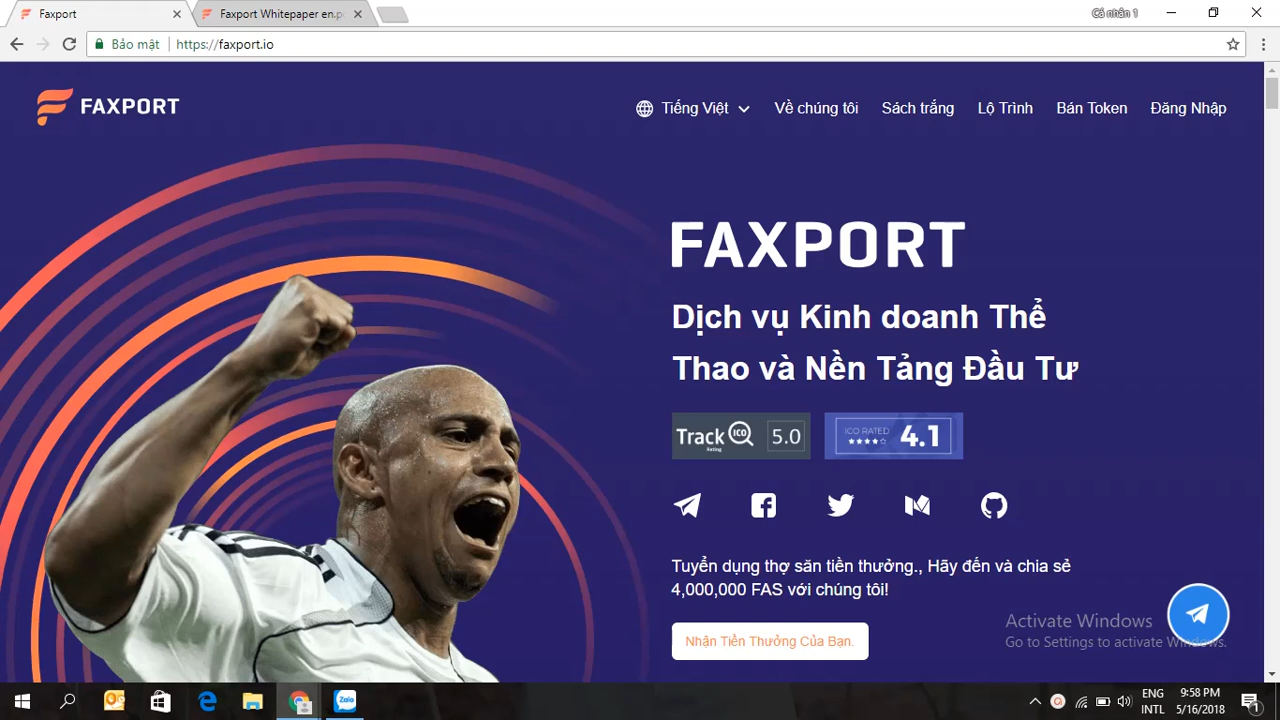 Faxport
Faxport Whitepaper en.p
Cá nhân 1
Bảo mật
https://faxport.io
FAXPORT
Tiếng Việt
Về chúng tôi
Sách trắng
Lộ Trình
Bán Token
Đăng Nhập
FAXPORT
Dịch vụ Kinh doanh Thể
Thao và Nền Tảng Đầu Tư
Track ICO
Rating
5.0
ICO RATED
4.1
Tuyển dụng thợ săn tiền thưởng., Hãy đến và chia sẻ
4,000,000 FAS với chúng tôi!
Nhận Tiền Thưởng Của Bạn.
Activate Windows
Go to Settings to activate Windows.
Zalo
ENG
INTL
9:58 PM
5/16/2018
1